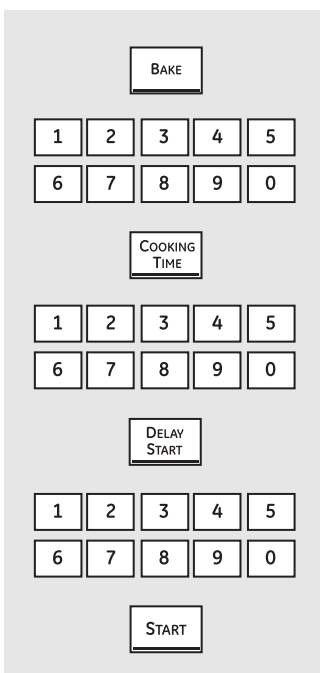 BAKE
1 2 3 4 5
6 7 8 9 0
COOKING
TIME
1 2 3 4 5
6 7 8 9 0
DELAY
START
1 2 3 4 5
6 7 8 9 0
START